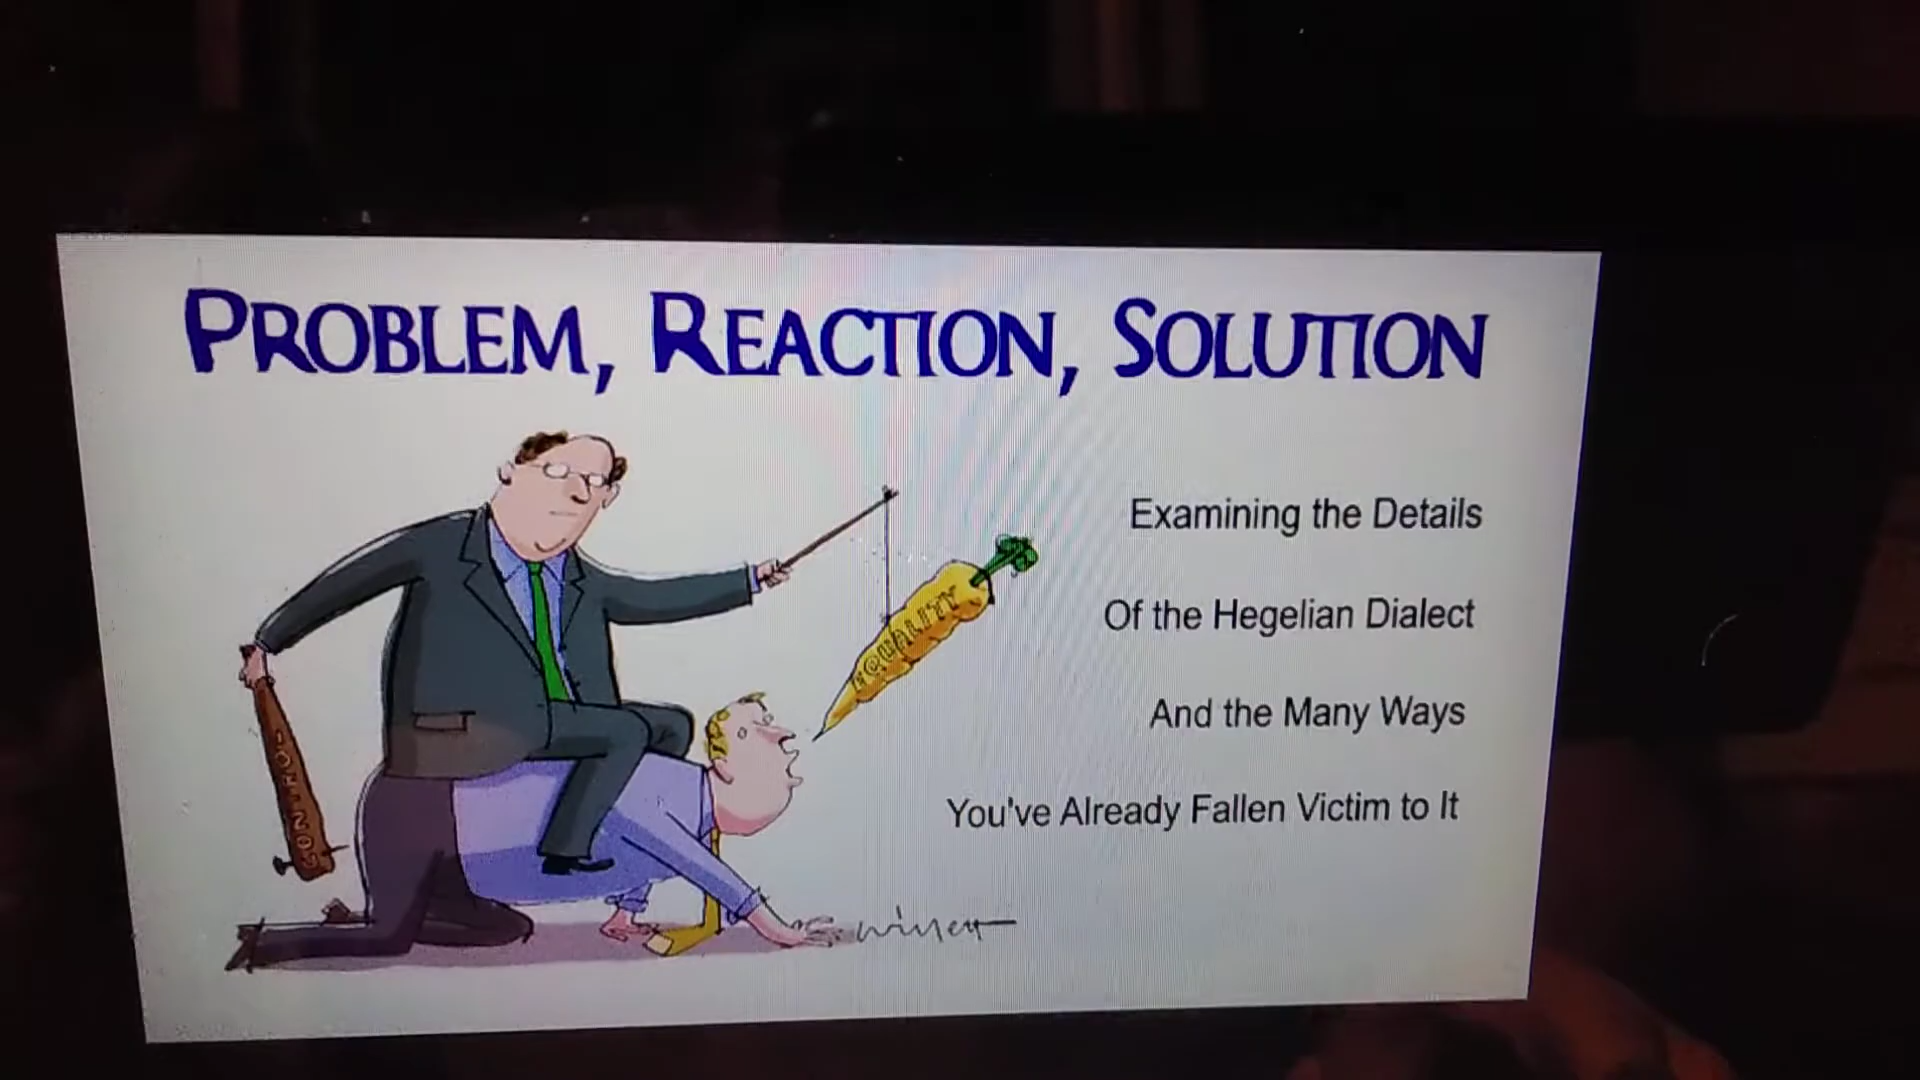 PROBLEM, REACTION, SOLUTION
Examining the Details
Of the Hegelian Dialect
And the Many Ways
You've Already Fallen Victim to It
EQUALITY
CONTROL